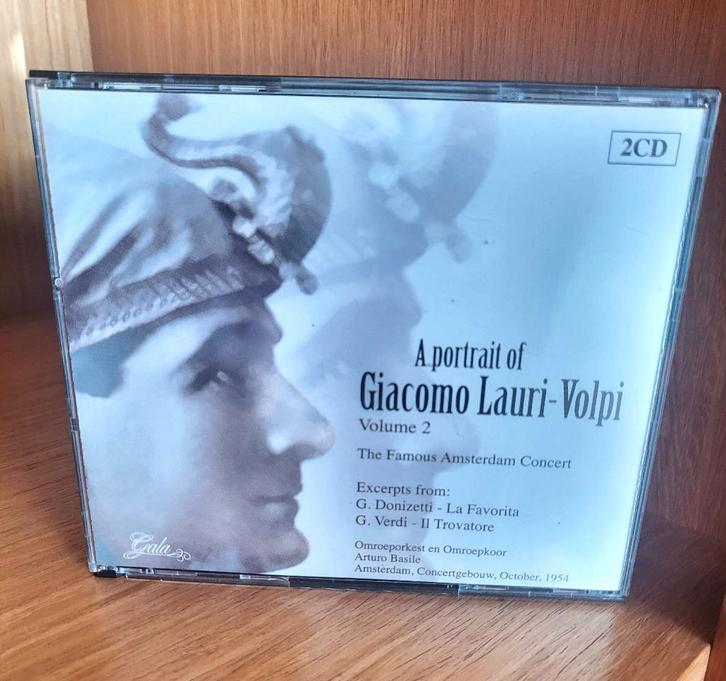 2CD
A portrait of
Giacomo Lauri-Volpi
Volume 2
The Famous Amsterdam Concert
Excerpts from:
G. Donizetti - La Favorita
G. Verdi - Il Trovatore
Omroeporkest en Omroepkoor
Arturo Basile
Amsterdam, Concertgebouw, October, 1954
Gala